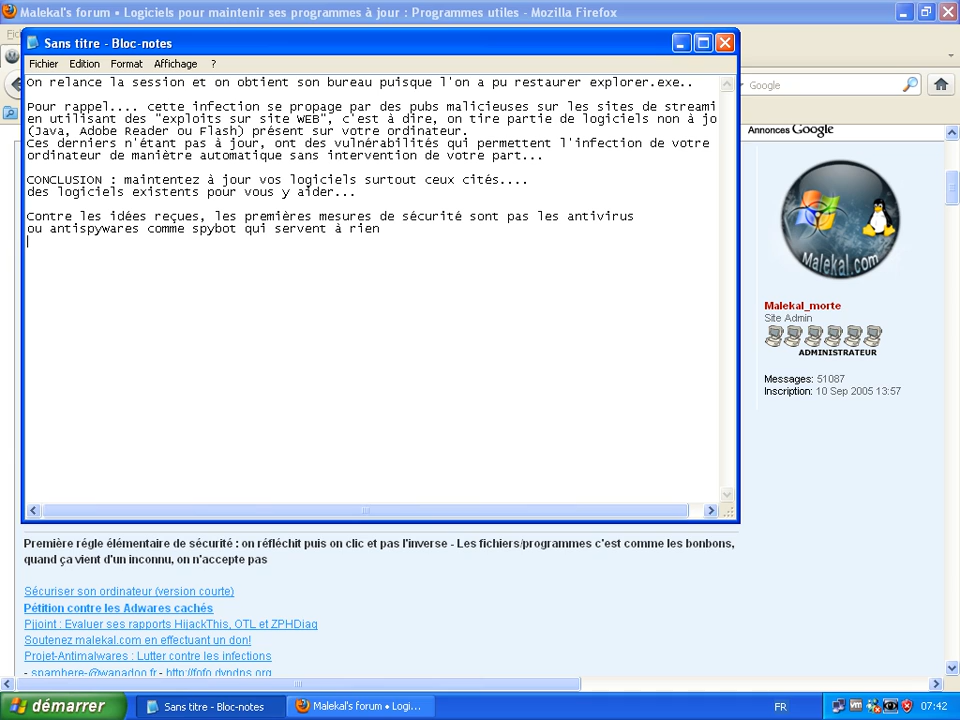 Malekal's forum • Logiciels pour maintenir ses programmes à jour : Programmes utiles - Mozilla Firefox
Sans titre - Bloc-notes
Fichier Edition Format Affichage ?
On relance la session et on obtient son bureau puisque l'on a pu restaurer explorer.exe..
Pour rappel.... cette infection se propage par des pubs malicieuses sur les sites de streami
en utilisant des "exploits sur site WEB", c'est à dire, on tire partie de logiciels non à jo
(Java, Adobe Reader ou Flash) présent sur votre ordinateur.
Ces derniers n'étant pas à jour, ont des vulnérabilités qui permettent l'infection de votre
ordinateur de maniètre automatique sans intervention de votre part...
CONCLUSION : maintentez à jour vos logiciels surtout ceux cités....
des logiciels existents pour vous y aider...
Contre les idées reçues, les premières mesures de sécurité sont pas les antivirus
ou antispywares comme spybot qui servent à rien
Google
Annonces Google
Malekal.com
Malekal_morte
Site Admin
ADMINISTRATEUR
Messages: 51087
Inscription: 10 Sep 2005 13:57
Première régle élémentaire de sécurité : on réfléchit puis on clic et pas l'inverse - Les fichiers/programmes c'est comme les bonbons,
quand ça vient d'un inconnu, on n'accepte pas
Sécuriser son ordinateur (version courte)
Pétition contre les Adwares cachés
Pjjoint : Evaluer ses rapports HijackThis, OTL et ZPHDiag
Soutenez malekal.com en effectuant un don!
Projet-Antimalwares : Lutter contre les infections
- spamhere-@wanadoo.fr - http://fofo.dyndns.org
démarrer
Sans titre - Bloc-notes
Malekal's forum • Logi...
FR
07:42